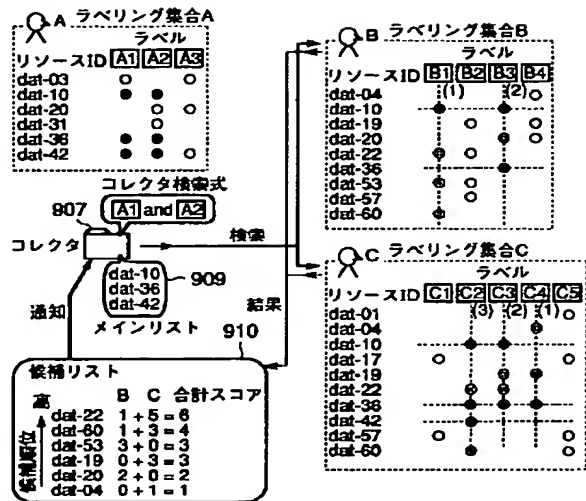 A ラベリング集合A
ラベル
リソースID A1 A2 A3
dat-03
dat-10
dat-20
dat-31
dat-36
dat-42
コレクタ検索式
A1 and A2
907
コレクタ
検索
dat-10
dat-36
dat-42
909
メインリスト
通知
結果
910
候補リスト
高 B C 合計スコア
dat-22 1+5=6
dat-60 1+3=4
dat-53 3+0=3
dat-19 0+3=3
dat-20 2+0=2
dat-04 0+1=1
候補順位
B ラベリング集合B
ラベル
リソースID B1 B2 B3 B4
(1) (2)
dat-04
dat-10
dat-19
dat-20
dat-22
dat-36
dat-53
dat-57
dat-60
C ラベリング集合C
ラベル
リソースID C1 C2 C3 C4 C5
(3) (2) (1)
dat-01
dat-04
dat-10
dat-17
dat-19
dat-22
dat-36
dat-42
dat-57
dat-60